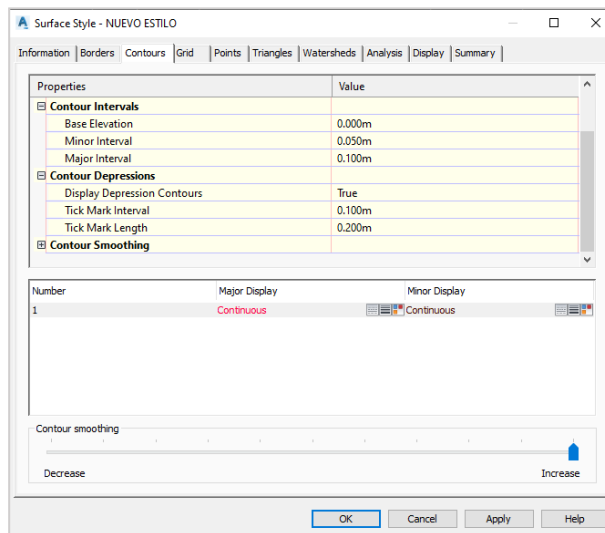 Surface Style - NUEVO ESTILO
Information Borders Contours Grid Points Triangles Watersheds Analysis Display Summary
Properties Value
Contour Intervals
Base Elevation 0.000m
Minor Interval 0.050m
Major Interval 0.100m
Contour Depressions
Display Depression Contours True
Tick Mark Interval 0.100m
Tick Mark Length 0.200m
Contour Smoothing
Number Major Display Minor Display
1 Continuous Continuous
Contour smoothing
Decrease Increase
OK Cancel Apply Help